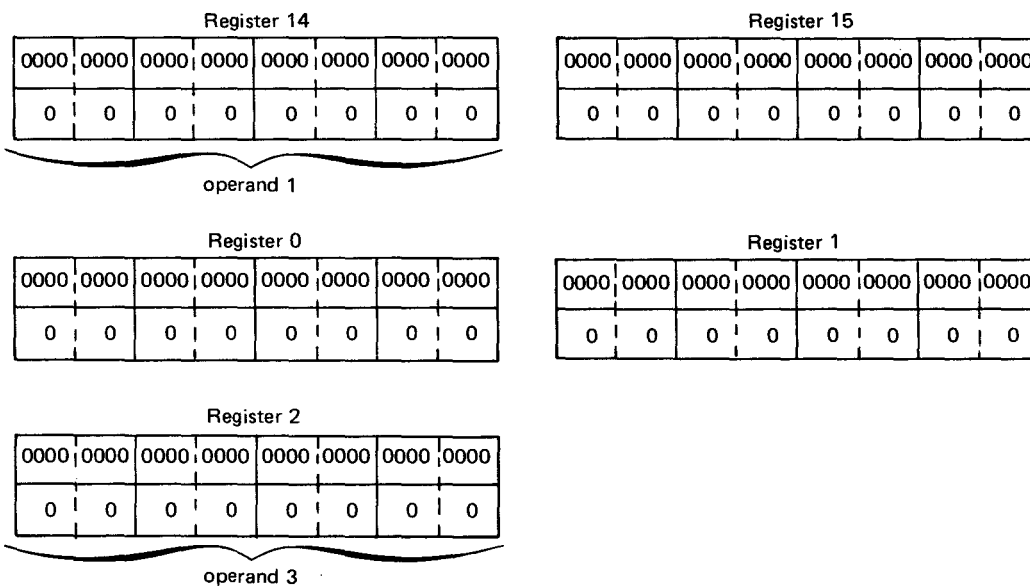 Register 14 Register 15
0000 0000 0000 0000 0000 0000 0000 0000 0000 0000 0000 0000 0000 0000 0000 0000
0 0 0 0 0 0 0 0 0 0 0 0 0 0 0 0
operand 1
Register 0 Register 1
0000 0000 0000 0000 0000 0000 0000 0000 0000 0000 0000 0000 0000 0000 0000 0000
0 0 0 0 0 0 0 0 0 0 0 0 0 0 0 0
Register 2
0000 0000 0000 0000 0000 0000 0000 0000
0 0 0 0 0 0 0 0
operand 3